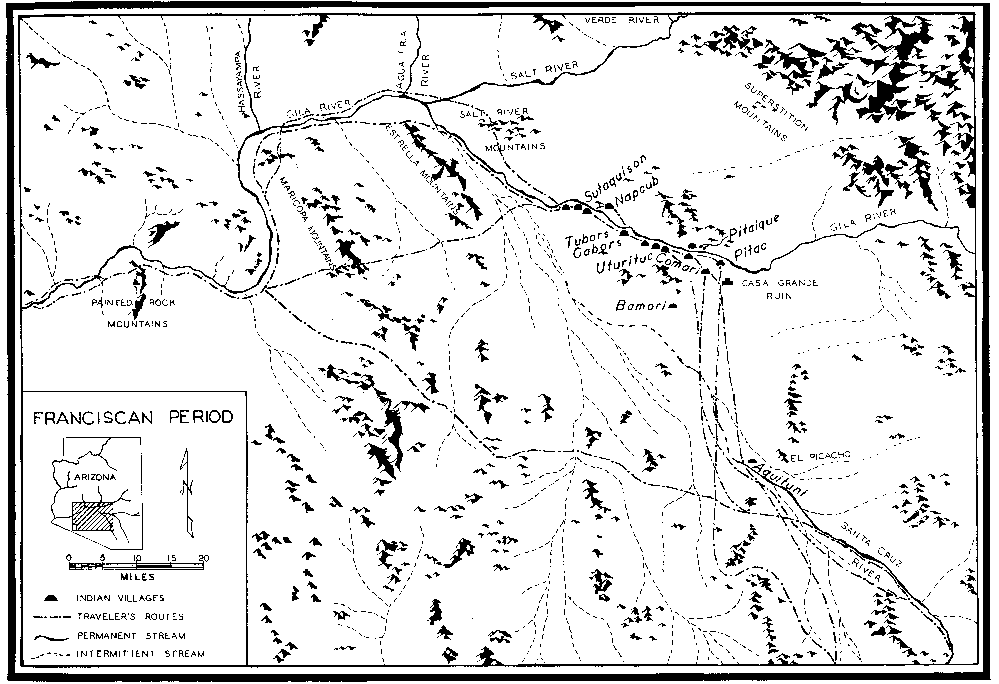 VERDE RIVER
HASSAYAMPA
RIVER
AGUA FRIA
RIVER
SALT RIVER
GILA RIVER
SALT RIVER
MOUNTAINS
SUPERSTITION
MOUNTAINS
ESTRELLA MOUNTAINS
MARICOPA MOUNTAINS
Sutaquison
Napcub
Pitaique
Pitac
GILA RIVER
Tubors
Cabors
Uturituc
Comari
CASA GRANDE
RUIN
Bamori
PAINTED ROCK
MOUNTAINS
EL PICACHO
Aquituni
SANTA CRUZ
RIVER
FRANCISCAN PERIOD
ARIZONA
N
0 5 10 15 20
MILES
INDIAN VILLAGES
TRAVELER'S ROUTES
PERMANENT STREAM
INTERMITTENT STREAM